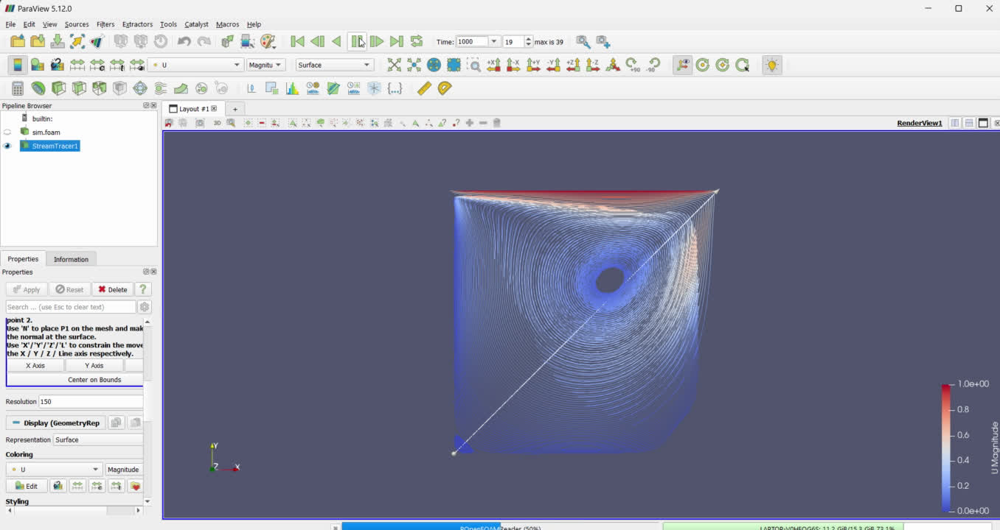 ParaView 5.12.0
File Edit View Sources Filters Extractors Tools Catalyst Macros Help
Time: 1000 19 max is 39
U Magnitu Surface +X -X +Y -Y +Z -Z +90 -90
Pipeline Browser
Layout #1 +
builtin:
sim.foam
StreamTracer1
3D
RenderView1
Properties Information
Properties
Apply Reset Delete ?
Search ... (use Esc to clear text)
point 2.
Use 'N' to place P1 on the mesh and mak
the normal at the surface.
Use 'X'/'Y'/'Z'/'L' to constrain the move
the X / Y / Z / Line axis respectively.
X Axis Y Axis
Center on Bounds
Resolution 150
Display (GeometryRep
Representation Surface
Coloring
U Magnitude
Edit
Styling
Y
Z X
1.0e+00
0.8
0.6
0.4
0.2
0.0e+00
U Magnitude
POpenFOAMReader (50%)
LAPTOP-V0HFOG6S: 11.2 GiB/15.3 GiB 73.1%